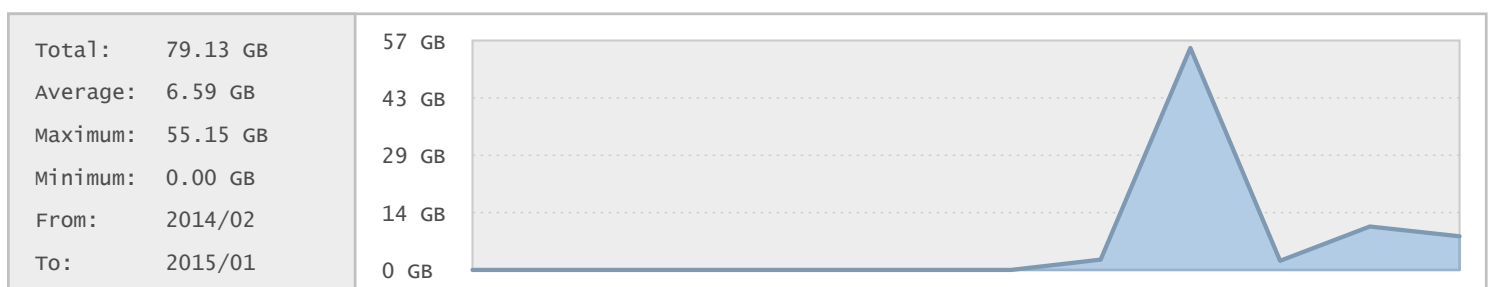 Total: 79.13 GB
Average: 6.59 GB
Maximum: 55.15 GB
Minimum: 0.00 GB
From: 2014/02
To: 2015/01
57 GB
43 GB
29 GB
14 GB
0 GB